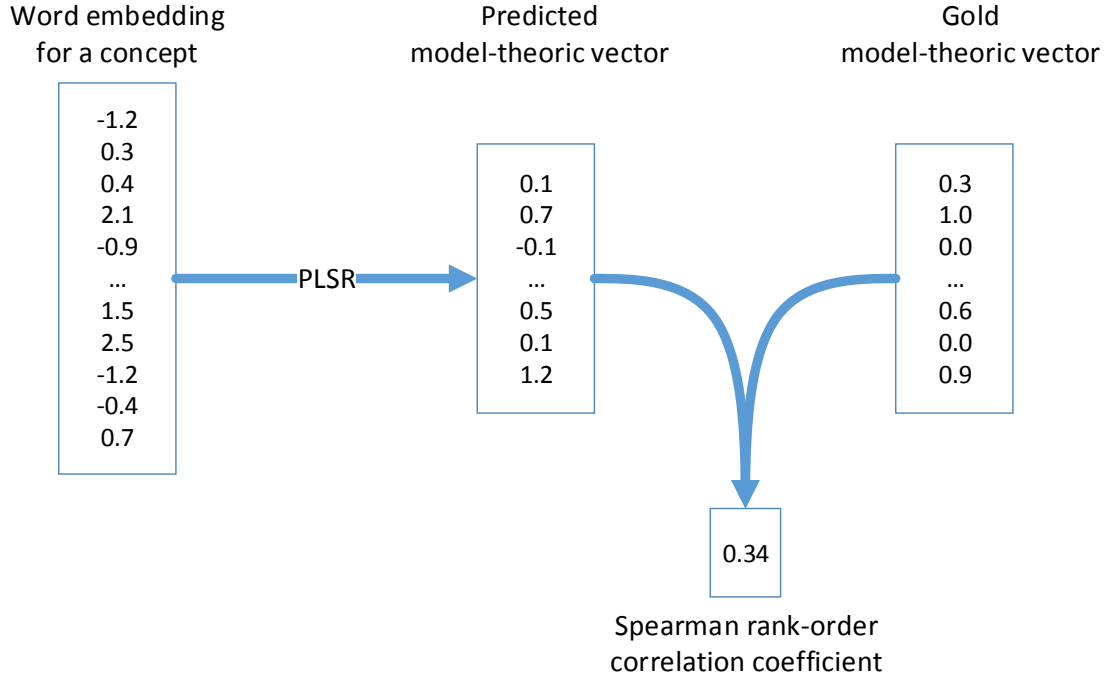 Word embedding
for a concept
-1.2
0.3
0.4
2.1
-0.9
...
1.5
2.5
-1.2
-0.4
0.7
PLSR
Predicted
model-theoric vector
0.1
0.7
-0.1
...
0.5
0.1
1.2
Gold
model-theoric vector
0.3
1.0
0.0
...
0.6
0.0
0.9
0.34
Spearman rank-order
correlation coefficient